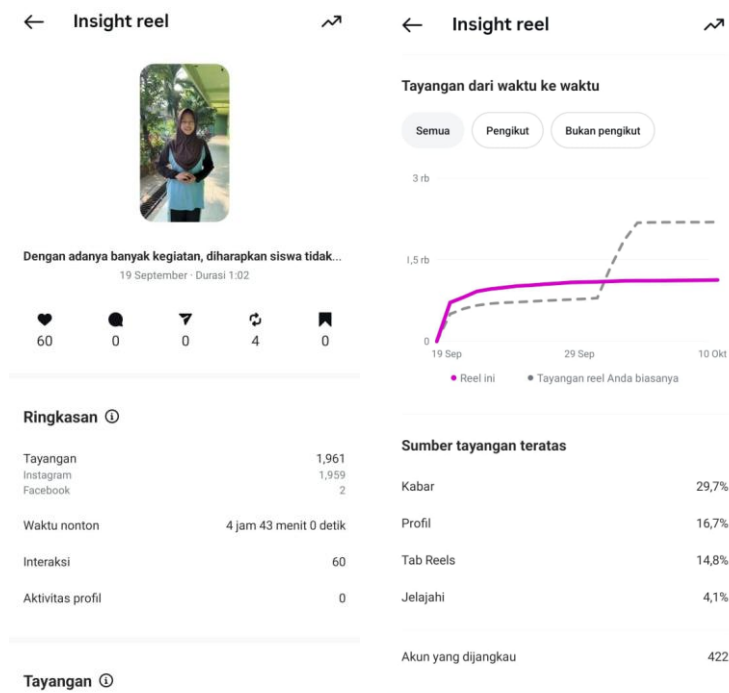 Insight reel
Dengan adanya banyak kegiatan, diharapkan siswa tidak...
19 September · Durasi 1:02
60 0 0 4 0
Ringkasan
Tayangan 1,961
Instagram 1,959
Facebook 2
Waktu nonton 4 jam 43 menit 0 detik
Interaksi 60
Aktivitas profil 0
Tayangan
Insight reel
Tayangan dari waktu ke waktu
Semua Pengikut Bukan pengikut
3 rb
1,5 rb
0
19 Sep 29 Sep 10 Okt
Reel ini Tayangan reel Anda biasanya
Sumber tayangan teratas
Kabar 29,7%
Profil 16,7%
Tab Reels 14,8%
Jelajahi 4,1%
Akun yang dijangkau 422